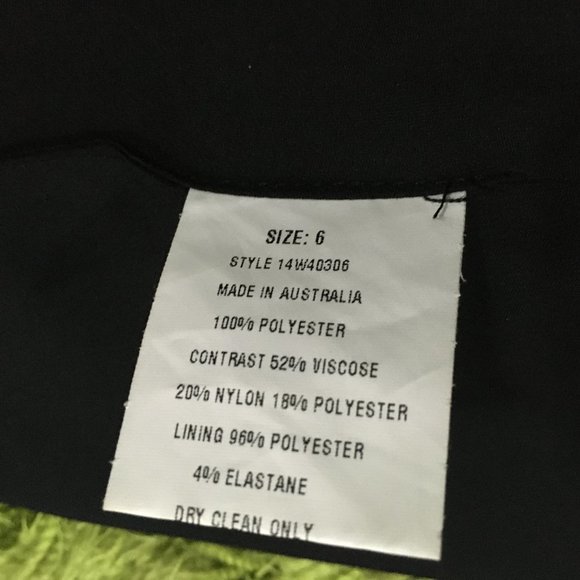 SIZE: 6
STYLE 14W40306
MADE IN AUSTRALIA
100% POLYESTER
CONTRAST 52% VISCOSE
20% NYLON 18% POLYESTER
LINING 96% POLYESTER
4% ELASTANE
DRY CLEAN ONLY